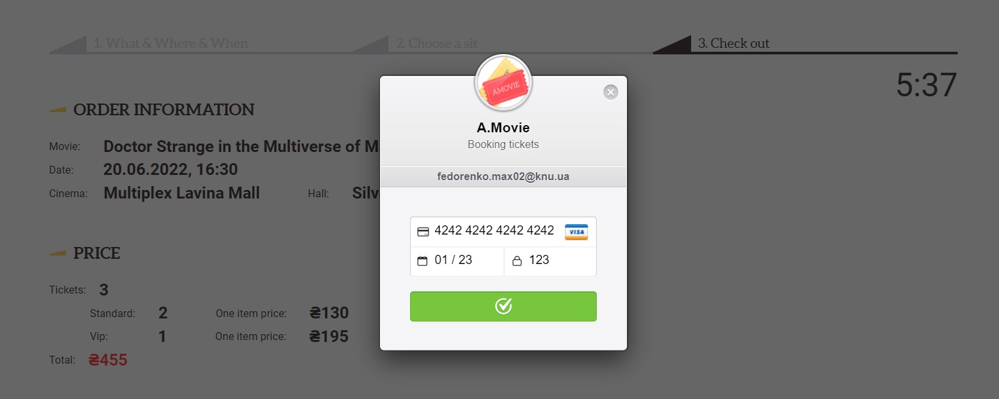 1. What & Where & When
2. Choose a sit
3. Check out
5:37
ORDER INFORMATION
Movie: Doctor Strange in the Multiverse of M
Date: 20.06.2022, 16:30
Cinema: Multiplex Lavina Mall Hall: Silv
PRICE
Tickets: 3
Standard: 2 One item price: ₴130
Vip: 1 One item price: ₴195
Total: ₴455
AMOVIE
A.Movie
Booking tickets
fedorenko.max02@knu.ua
4242 4242 4242 4242 VISA
01 / 23 123